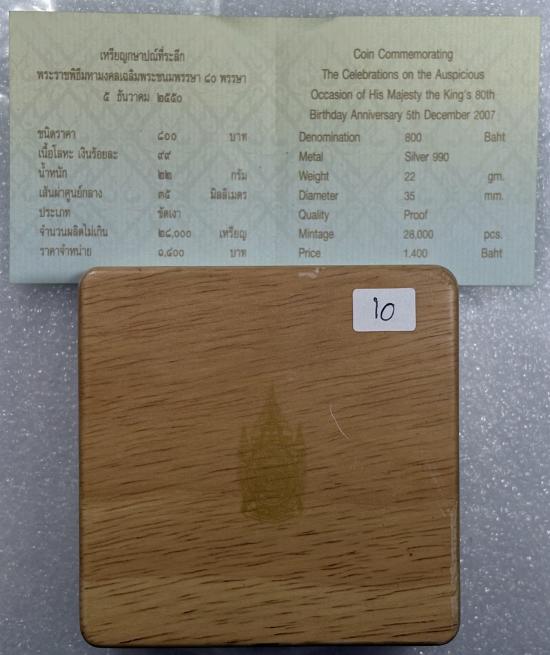 เหรียญกษาปณ์ที่ระลึก
พระราชพิธีมหามงคลเฉลิมพระชนมพรรษา ๘๐ พรรษา
๕ ธันวาคม ๒๕๕๐
ชนิดราคา ๘๐๐ บาท
เนื้อโลหะ เงินร้อยละ ๙๙
น้ำหนัก ๒๒ กรัม
เส้นผ่าศูนย์กลาง ๓๕ มิลลิเมตร
ประเภท ขัดเงา
จำนวนผลิตไม่เกิน ๒๘,๐๐๐ เหรียญ
ราคาจำหน่าย ๑,๔๐๐ บาท
Coin Commemorating
The Celebrations on the Auspicious
Occasion of His Majesty the King's 80th
Birthday Anniversary 5th December 2007
Denomination 800 Baht
Metal Silver 990
Weight 22 gm.
Diameter 35 mm.
Quality Proof
Mintage 28,000 pcs.
Price 1,400 Baht
10